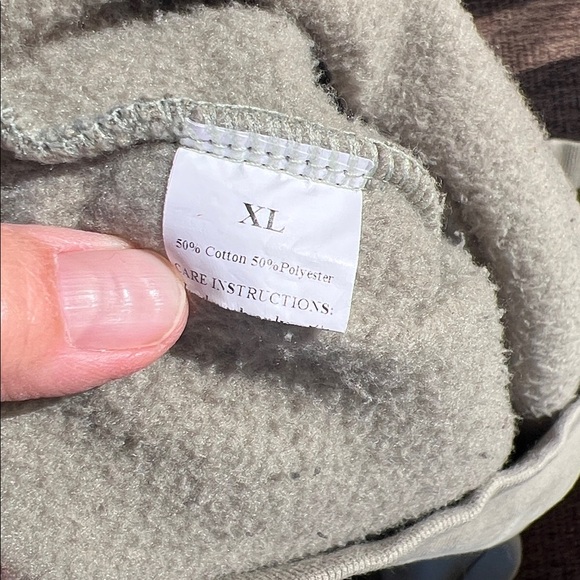 XL
50% Cotton 50%Polyester
CARE INSTRUCTIONS: